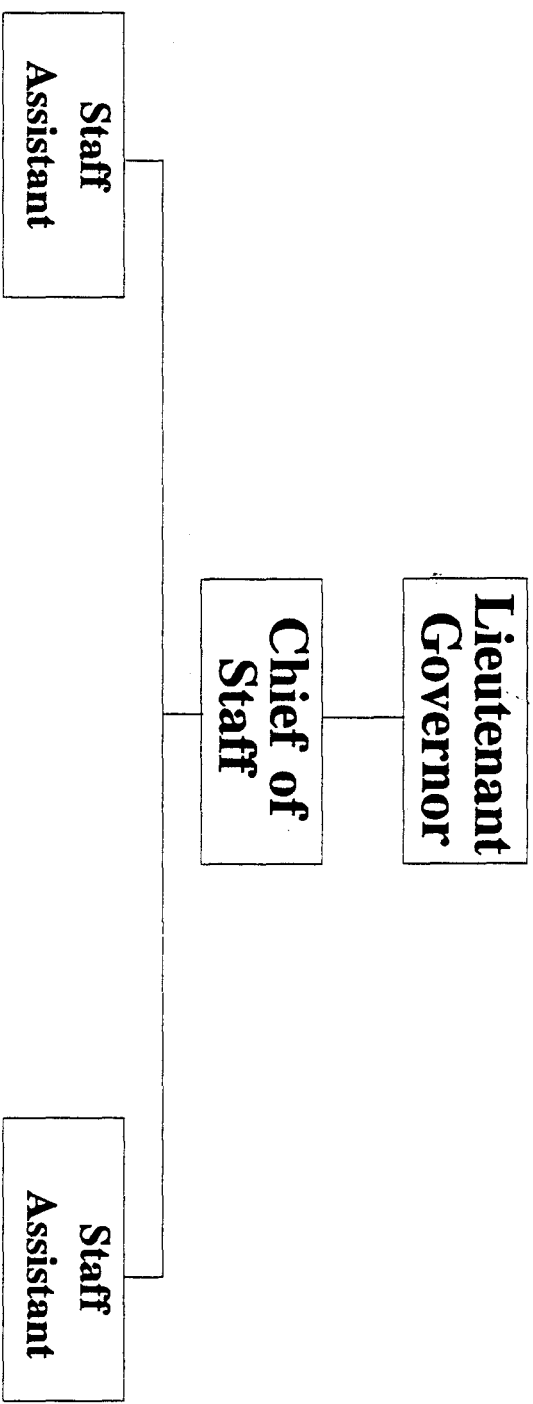 Lieutenant
Governor
Chief of
Staff
Staff
Assistant
Staff
Assistant